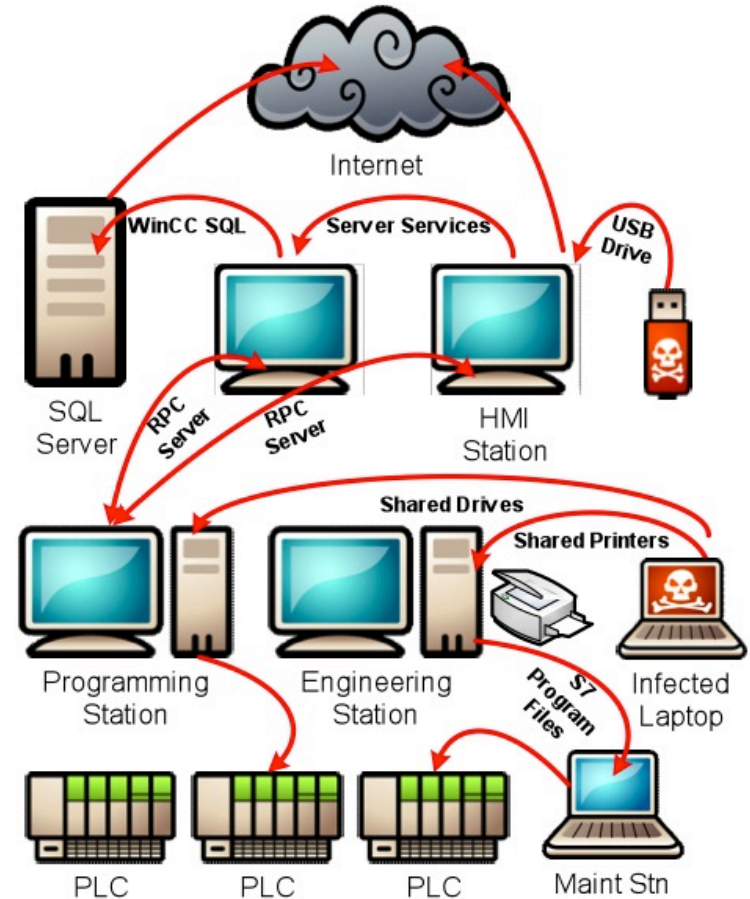 Internet
WinCC SQL
Server Services
USB
Drive
SQL
Server
RPC
Server
RPC
Server
HMI
Station
Shared Drives
Shared Printers
Programming
Station
Engineering
Station
S7
Program
Files
Infected
Laptop
PLC
PLC
PLC
Maint Stn